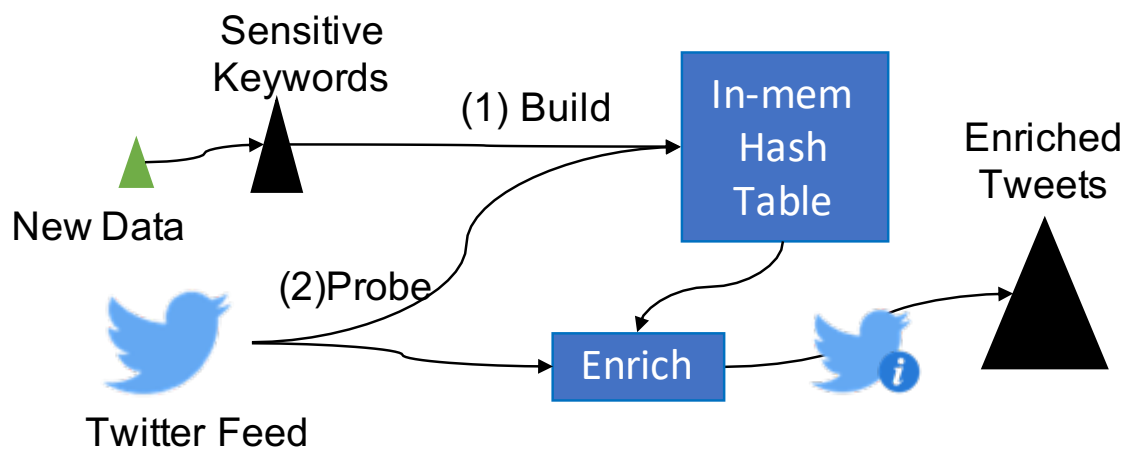 Sensitive
Keywords
(1) Build
In-mem
Hash
Table
Enriched
Tweets
New Data
(2)Probe
Enrich
i
Twitter Feed